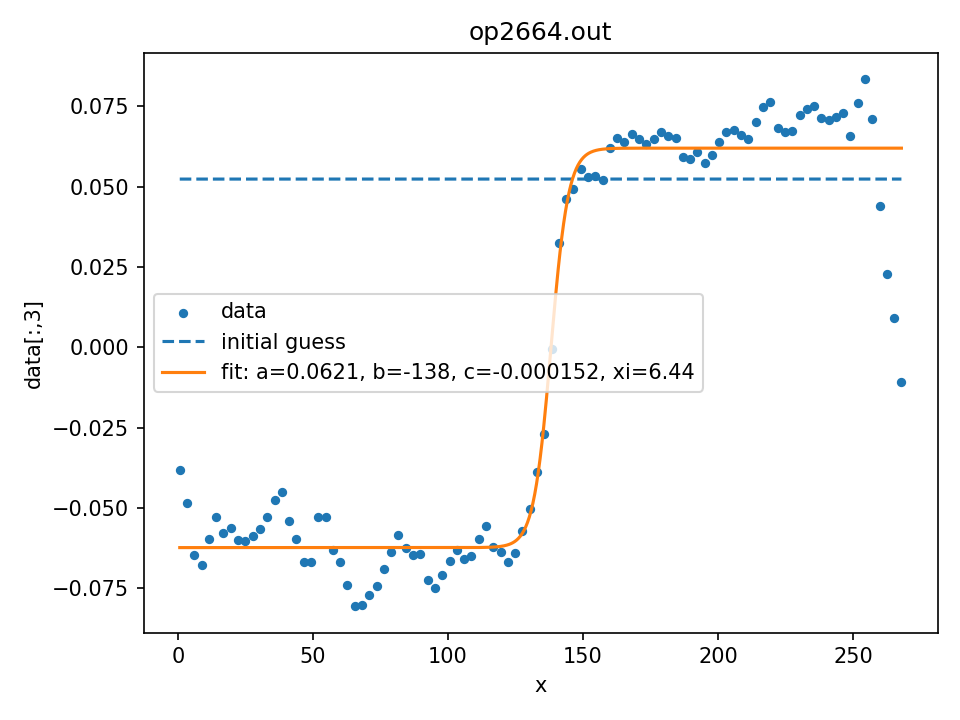 op2664.out
0.075
0.050
0.025
0.000
−0.025
−0.050
−0.075
data[:,3]
data
initial guess
fit: a=0.0621, b=-138, c=-0.000152, xi=6.44
0 50 100 150 200 250
x